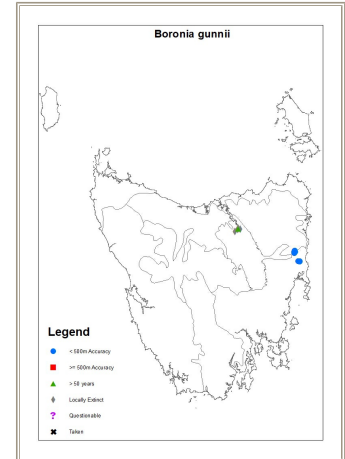 Boronia gunnii
Legend
< 500m Accuracy
>= 500m Accuracy
> 50 years
Locally Extinct
Questionable
Taken